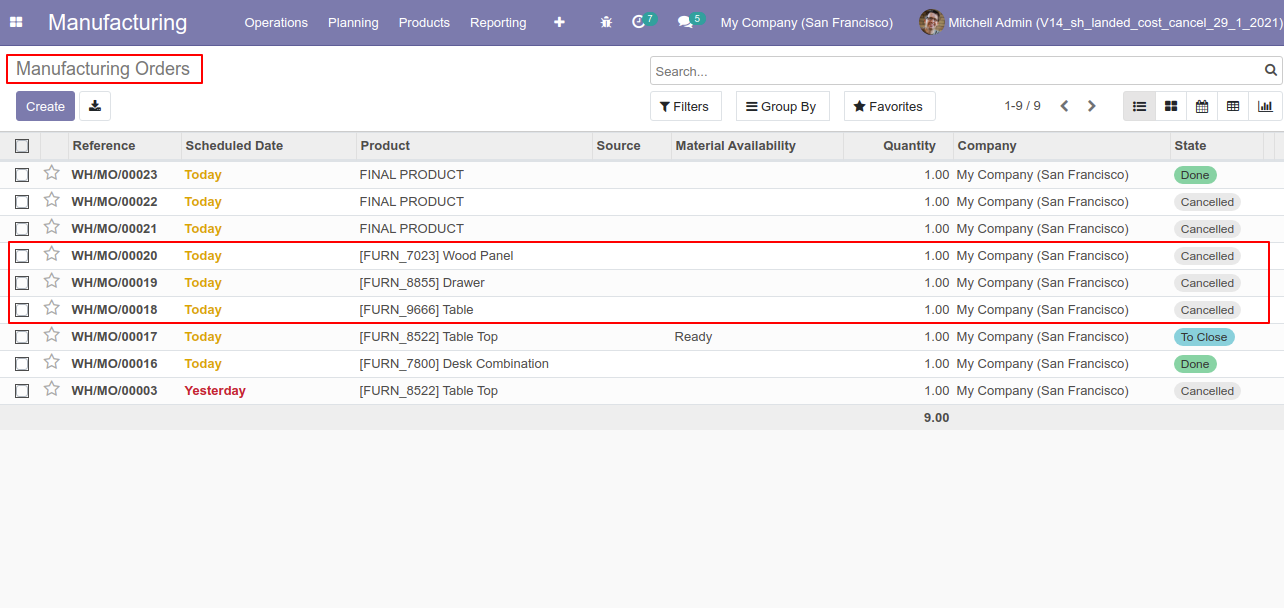 Manufacturing Operations Planning Products Reporting 7 5 My Company (San Francisco) Mitchell Admin (V14_sh_landed_cost_cancel_29_1_2021)
Manufacturing Orders
Search...
Create Filters Group By Favorites 1-9 / 9
Reference Scheduled Date Product Source Material Availability Quantity Company State
WH/MO/00023 Today FINAL PRODUCT 1.00 My Company (San Francisco) Done
WH/MO/00022 Today FINAL PRODUCT 1.00 My Company (San Francisco) Cancelled
WH/MO/00021 Today FINAL PRODUCT 1.00 My Company (San Francisco) Cancelled
WH/MO/00020 Today [FURN_7023] Wood Panel 1.00 My Company (San Francisco) Cancelled
WH/MO/00019 Today [FURN_8855] Drawer 1.00 My Company (San Francisco) Cancelled
WH/MO/00018 Today [FURN_9666] Table 1.00 My Company (San Francisco) Cancelled
WH/MO/00017 Today [FURN_8522] Table Top Ready 1.00 My Company (San Francisco) To Close
WH/MO/00016 Today [FURN_7800] Desk Combination 1.00 My Company (San Francisco) Done
WH/MO/00003 Yesterday [FURN_8522] Table Top 1.00 My Company (San Francisco) Cancelled
9.00